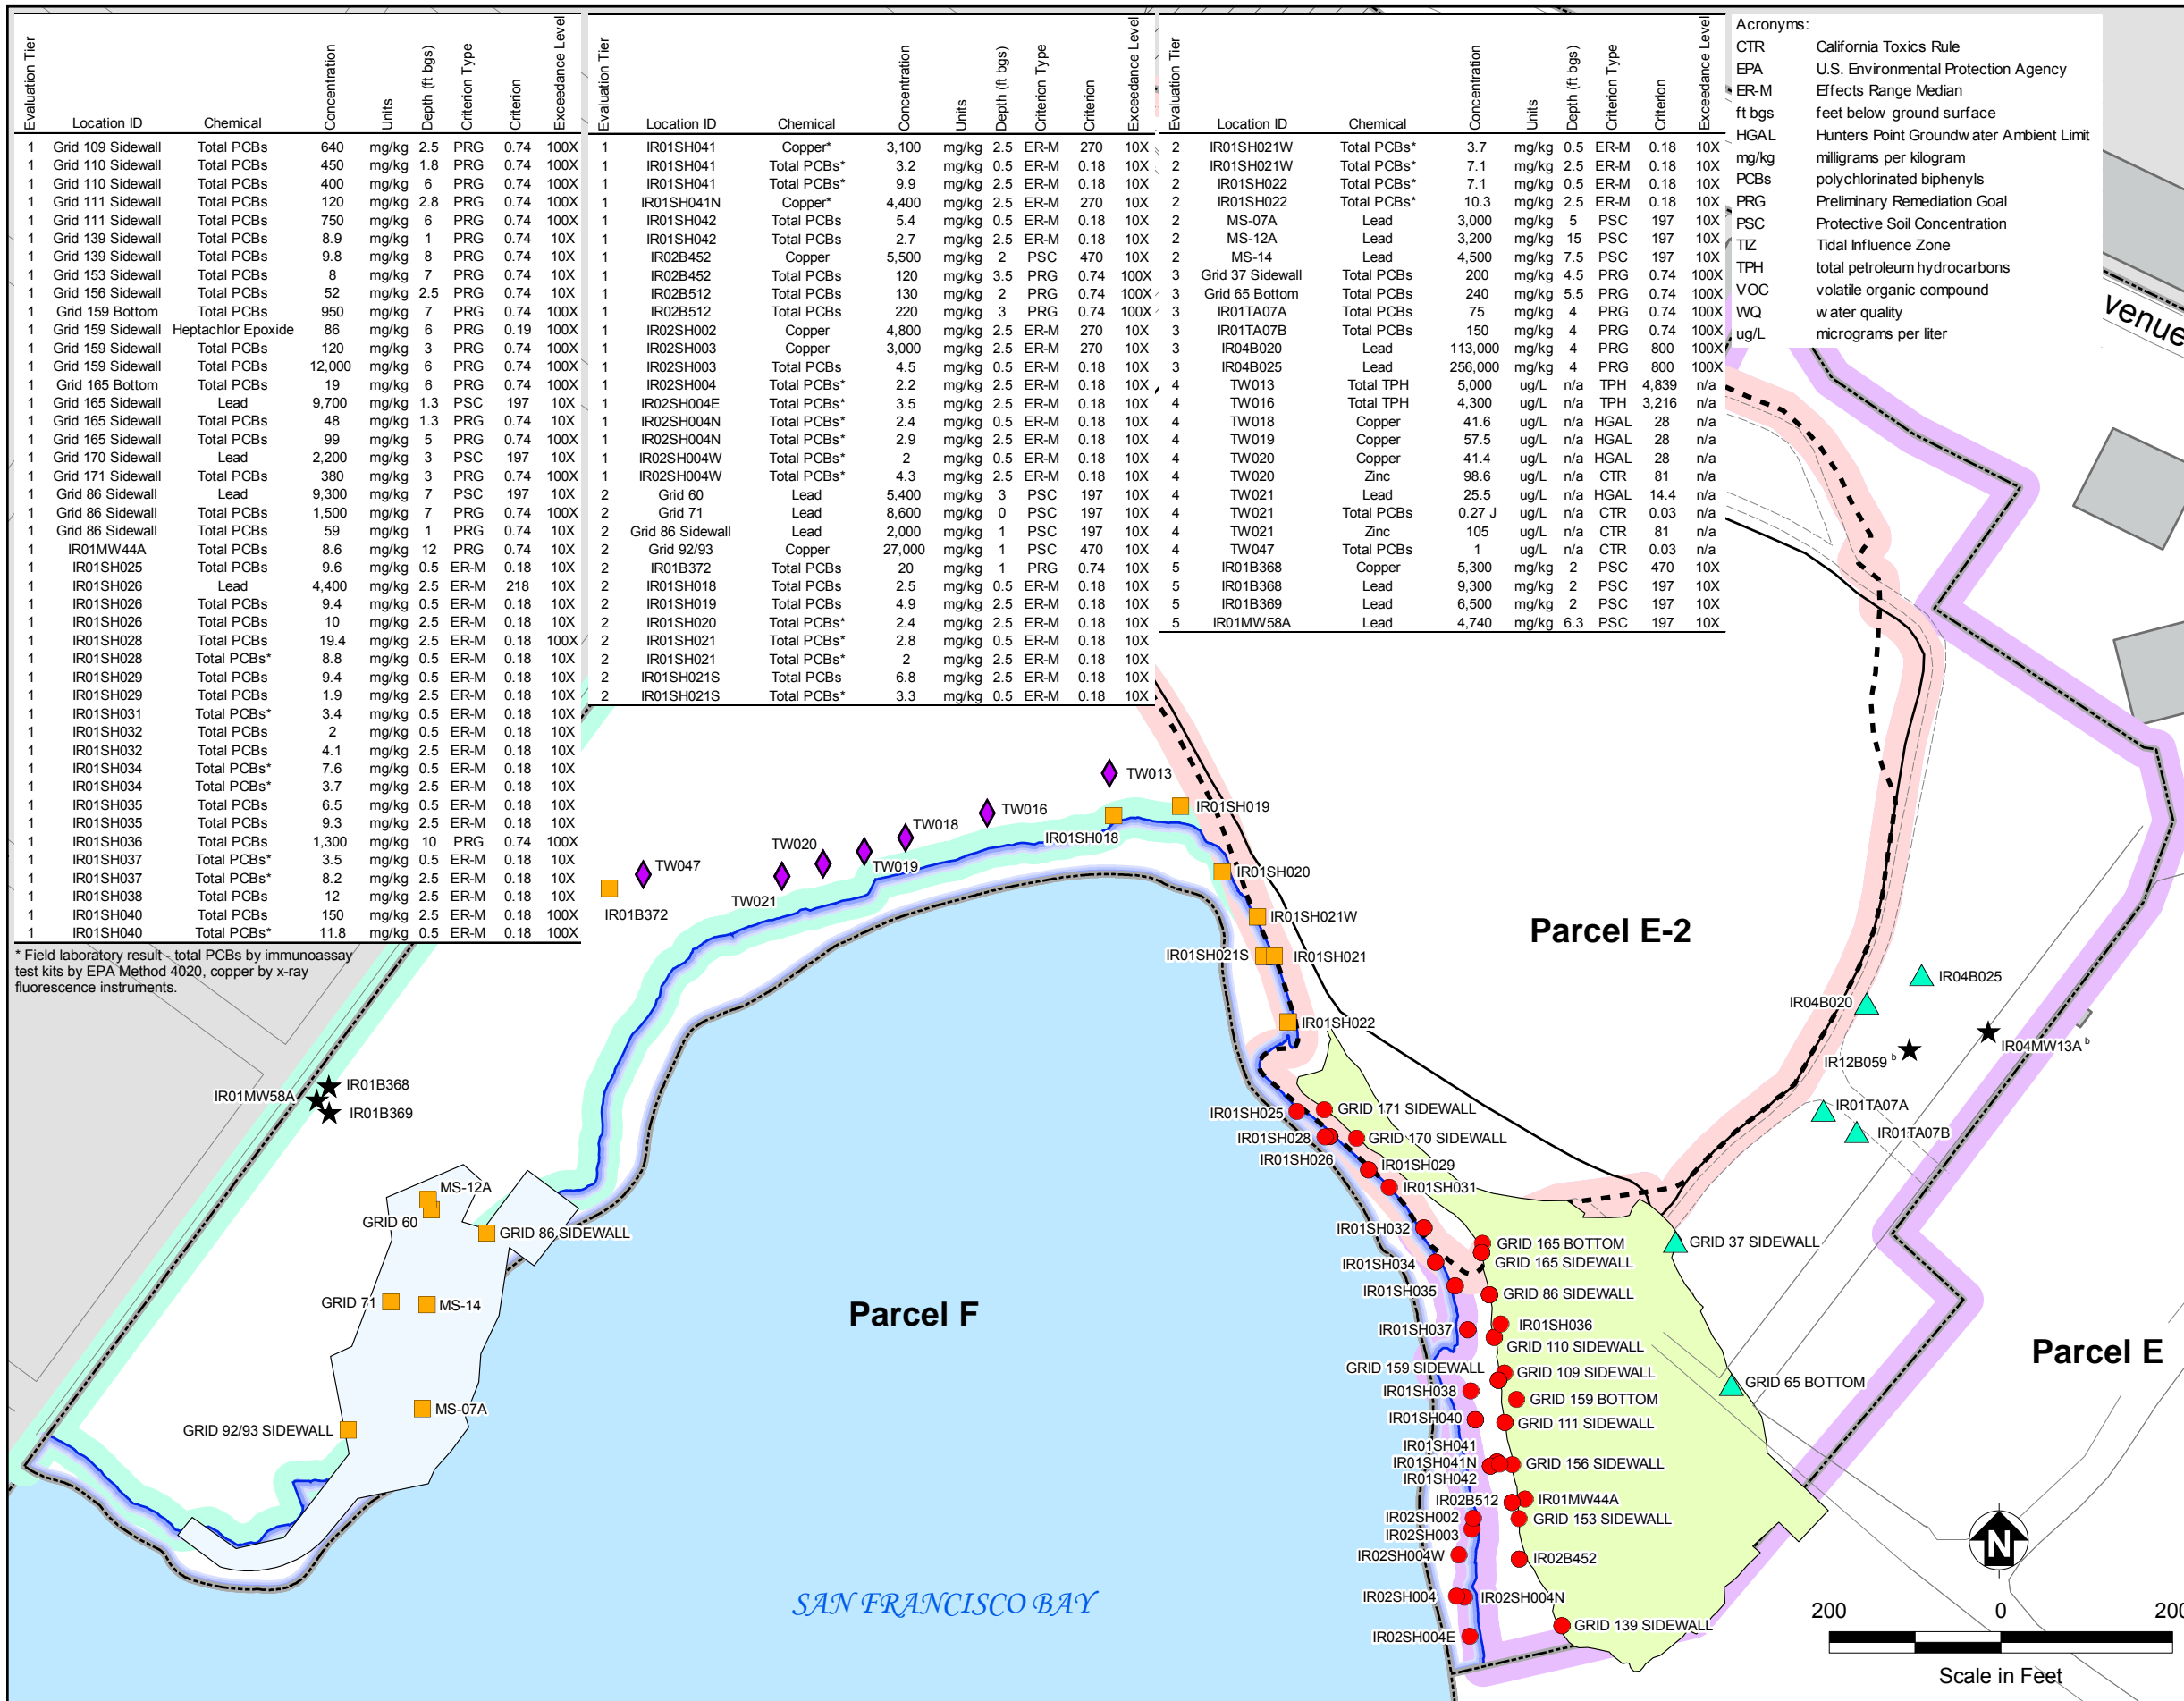 Evaluation Tier Location ID Chemical Concentration Units Depth (ft bgs) Criterion Type Criterion Exceedance Level
1 Grid 109 Sidewall Total PCBs 640 mg/kg 2.5 PRG 0.74 100X
1 Grid 110 Sidewall Total PCBs 450 mg/kg 1.8 PRG 0.74 100X
1 Grid 110 Sidewall Total PCBs 400 mg/kg 6 PRG 0.74 100X
1 Grid 111 Sidewall Total PCBs 120 mg/kg 2.8 PRG 0.74 100X
1 Grid 111 Sidewall Total PCBs 750 mg/kg 6 PRG 0.74 100X
1 Grid 139 Sidewall Total PCBs 8.9 mg/kg 1 PRG 0.74 10X
1 Grid 139 Sidewall Total PCBs 9.8 mg/kg 8 PRG 0.74 10X
1 Grid 153 Sidewall Total PCBs 8 mg/kg 7 PRG 0.74 10X
1 Grid 156 Sidewall Total PCBs 52 mg/kg 2.5 PRG 0.74 10X
1 Grid 159 Bottom Total PCBs 950 mg/kg 7 PRG 0.74 100X
1 Grid 159 Sidewall Heptachlor Epoxide 86 mg/kg 6 PRG 0.19 100X
1 Grid 159 Sidewall Total PCBs 120 mg/kg 3 PRG 0.74 100X
1 Grid 159 Sidewall Total PCBs 12,000 mg/kg 6 PRG 0.74 100X
1 Grid 165 Bottom Total PCBs 19 mg/kg 6 PRG 0.74 100X
1 Grid 165 Sidewall Lead 9,700 mg/kg 1.3 PSC 197 10X
1 Grid 165 Sidewall Total PCBs 48 mg/kg 1.3 PRG 0.74 10X
1 Grid 165 Sidewall Total PCBs 99 mg/kg 5 PRG 0.74 100X
1 Grid 170 Sidewall Lead 2,200 mg/kg 3 PSC 197 10X
1 Grid 171 Sidewall Total PCBs 380 mg/kg 3 PRG 0.74 100X
1 Grid 86 Sidewall Lead 9,300 mg/kg 7 PSC 197 10X
1 Grid 86 Sidewall Total PCBs 1,500 mg/kg 7 PRG 0.74 100X
1 Grid 86 Sidewall Total PCBs 59 mg/kg 1 PRG 0.74 10X
1 IR01MW44A Total PCBs 8.6 mg/kg 12 PRG 0.74 10X
1 IR01SH025 Total PCBs 9.6 mg/kg 0.5 ER-M 0.18 10X
1 IR01SH026 Lead 4,400 mg/kg 2.5 ER-M 218 10X
1 IR01SH026 Total PCBs 9.4 mg/kg 0.5 ER-M 0.18 10X
1 IR01SH026 Total PCBs 10 mg/kg 2.5 ER-M 0.18 10X
1 IR01SH028 Total PCBs 19.4 mg/kg 2.5 ER-M 0.18 100X
1 IR01SH028 Total PCBs* 8.8 mg/kg 0.5 ER-M 0.18 10X
1 IR01SH029 Total PCBs 9.4 mg/kg 0.5 ER-M 0.18 10X
1 IR01SH029 Total PCBs 1.9 mg/kg 2.5 ER-M 0.18 10X
1 IR01SH031 Total PCBs* 3.4 mg/kg 0.5 ER-M 0.18 10X
1 IR01SH032 Total PCBs 2 mg/kg 0.5 ER-M 0.18 10X
1 IR01SH032 Total PCBs 4.1 mg/kg 2.5 ER-M 0.18 10X
1 IR01SH034 Total PCBs* 7.6 mg/kg 0.5 ER-M 0.18 10X
1 IR01SH034 Total PCBs* 3.7 mg/kg 2.5 ER-M 0.18 10X
1 IR01SH035 Total PCBs 6.5 mg/kg 0.5 ER-M 0.18 10X
1 IR01SH035 Total PCBs 9.3 mg/kg 2.5 ER-M 0.18 10X
1 IR01SH036 Total PCBs 1,300 mg/kg 10 PRG 0.74 100X
1 IR01SH037 Total PCBs* 3.5 mg/kg 0.5 ER-M 0.18 10X
1 IR01SH037 Total PCBs* 8.2 mg/kg 2.5 ER-M 0.18 10X
1 IR01SH038 Total PCBs 12 mg/kg 2.5 ER-M 0.18 10X
1 IR01SH040 Total PCBs 150 mg/kg 2.5 ER-M 0.18 100X
1 IR01SH040 Total PCBs* 11.8 mg/kg 0.5 ER-M 0.18 100X
* Field laboratory result - total PCBs by immunoassay
test kits by EPA Method 4020, copper by x-ray
fluorescence instruments.
Evaluation Tier Location ID Chemical Concentration Units Depth (ft bgs) Criterion Type Criterion Exceedance Level
1 IR01SH041 Copper* 3,100 mg/kg 2.5 ER-M 270 10X
1 IR01SH041 Total PCBs* 3.2 mg/kg 0.5 ER-M 0.18 10X
1 IR01SH041 Total PCBs* 9.9 mg/kg 2.5 ER-M 0.18 10X
1 IR01SH041N Copper* 4,400 mg/kg 2.5 ER-M 270 10X
1 IR01SH042 Total PCBs 5.4 mg/kg 0.5 ER-M 0.18 10X
1 IR01SH042 Total PCBs 2.7 mg/kg 2.5 ER-M 0.18 10X
1 IR02B452 Copper 5,500 mg/kg 2 PSC 470 10X
1 IR02B452 Total PCBs 120 mg/kg 3.5 PRG 0.74 100X
1 IR02B512 Total PCBs 130 mg/kg 2 PRG 0.74 100X
1 IR02B512 Total PCBs 220 mg/kg 3 PRG 0.74 100X
1 IR02SH002 Copper 4,800 mg/kg 2.5 ER-M 270 10X
1 IR02SH003 Copper 3,000 mg/kg 2.5 ER-M 270 10X
1 IR02SH003 Total PCBs 4.5 mg/kg 0.5 ER-M 0.18 10X
1 IR02SH004 Total PCBs* 2.2 mg/kg 2.5 ER-M 0.18 10X
1 IR02SH004E Total PCBs* 3.5 mg/kg 2.5 ER-M 0.18 10X
1 IR02SH004N Total PCBs* 2.4 mg/kg 0.5 ER-M 0.18 10X
1 IR02SH004N Total PCBs* 2.9 mg/kg 2.5 ER-M 0.18 10X
1 IR02SH004W Total PCBs* 2 mg/kg 0.5 ER-M 0.18 10X
1 IR02SH004W Total PCBs* 4.3 mg/kg 2.5 ER-M 0.18 10X
2 Grid 60 Lead 5,400 mg/kg 3 PSC 197 10X
2 Grid 71 Lead 8,600 mg/kg 0 PSC 197 10X
2 Grid 86 Sidewall Lead 2,000 mg/kg 1 PSC 197 10X
2 Grid 92/93 Copper 27,000 mg/kg 1 PSC 470 10X
2 IR01B372 Total PCBs 20 mg/kg 1 PRG 0.74 10X
2 IR01SH018 Total PCBs 2.5 mg/kg 0.5 ER-M 0.18 10X
2 IR01SH019 Total PCBs 4.9 mg/kg 2.5 ER-M 0.18 10X
2 IR01SH020 Total PCBs* 2.4 mg/kg 2.5 ER-M 0.18 10X
2 IR01SH021 Total PCBs* 2.8 mg/kg 0.5 ER-M 0.18 10X
2 IR01SH021 Total PCBs* 2 mg/kg 2.5 ER-M 0.18 10X
2 IR01SH021S Total PCBs 6.8 mg/kg 2.5 ER-M 0.18 10X
2 IR01SH021S Total PCBs* 3.3 mg/kg 0.5 ER-M 0.18 10X
Evaluation Tier Location ID Chemical Concentration Units Depth (ft bgs) Criterion Type Criterion Exceedance Level
2 IR01SH021W Total PCBs* 3.7 mg/kg 0.5 ER-M 0.18 10X
2 IR01SH021W Total PCBs* 7.1 mg/kg 2.5 ER-M 0.18 10X
2 IR01SH022 Total PCBs* 7.1 mg/kg 0.5 ER-M 0.18 10X
2 IR01SH022 Total PCBs* 10.3 mg/kg 2.5 ER-M 0.18 10X
2 MS-07A Lead 3,000 mg/kg 5 PSC 197 10X
2 MS-12A Lead 3,200 mg/kg 15 PSC 197 10X
2 MS-14 Lead 4,500 mg/kg 7.5 PSC 197 10X
3 Grid 37 Sidewall Total PCBs 200 mg/kg 4.5 PRG 0.74 100X
3 Grid 65 Bottom Total PCBs 240 mg/kg 5.5 PRG 0.74 100X
3 IR01TA07A Total PCBs 75 mg/kg 4 PRG 0.74 100X
3 IR01TA07B Total PCBs 150 mg/kg 4 PRG 0.74 100X
3 IR04B020 Lead 113,000 mg/kg 4 PRG 800 100X
3 IR04B025 Lead 256,000 mg/kg 4 PRG 800 100X
4 TW013 Total TPH 5,000 ug/L n/a TPH 4,839 n/a
4 TW016 Total TPH 4,300 ug/L n/a TPH 3,216 n/a
4 TW018 Copper 41.6 ug/L n/a HGAL 28 n/a
4 TW019 Copper 57.5 ug/L n/a HGAL 28 n/a
4 TW020 Copper 41.4 ug/L n/a HGAL 28 n/a
4 TW020 Zinc 98.6 ug/L n/a CTR 81 n/a
4 TW021 Lead 25.5 ug/L n/a HGAL 14.4 n/a
4 TW021 Total PCBs 0.27 J ug/L n/a CTR 0.03 n/a
4 TW021 Zinc 105 ug/L n/a CTR 81 n/a
4 TW047 Total PCBs 1 ug/L n/a CTR 0.03 n/a
5 IR01B368 Copper 5,300 mg/kg 2 PSC 470 10X
5 IR01B368 Lead 9,300 mg/kg 2 PSC 197 10X
5 IR01B369 Lead 6,500 mg/kg 2 PSC 197 10X
5 IR01MW58A Lead 4,740 mg/kg 6.3 PSC 197 10X
Acronyms:
CTR California Toxics Rule
EPA U.S. Environmental Protection Agency
ER-M Effects Range Median
ft bgs feet below ground surface
HGAL Hunters Point Groundwater Ambient Limit
mg/kg milligrams per kilogram
PCBs polychlorinated biphenyls
PRG Preliminary Remediation Goal
PSC Protective Soil Concentration
TIZ Tidal Influence Zone
TPH total petroleum hydrocarbons
VOC volatile organic compound
WQ water quality
ug/L micrograms per liter
venue
TW013
IR01SH019
TW016
IR01SH018
TW018
TW020
TW019
TW047
TW021
IR01B372
IR01SH020
IR01SH021W
IR01SH021S
IR01SH021
IR01SH022
Parcel E-2
IR04B025
IR04B020
IR04MW13A b
IR12B059 b
IR01TA07A
IR01TA07B
IR01B368
IR01MW58A
IR01B369
IR01SH025
GRID 171 SIDEWALL
IR01SH028
GRID 170 SIDEWALL
IR01SH026
IR01SH029
IR01SH031
MS-12A
GRID 60
GRID 86 SIDEWALL
IR01SH032
GRID 165 BOTTOM
GRID 37 SIDEWALL
IR01SH034
GRID 165 SIDEWALL
IR01SH035
GRID 86 SIDEWALL
GRID 71
MS-14
Parcel F
IR01SH037
IR01SH036
GRID 110 SIDEWALL
Parcel E
GRID 159 SIDEWALL
GRID 109 SIDEWALL
GRID 65 BOTTOM
IR01SH038
GRID 159 BOTTOM
MS-07A
GRID 92/93 SIDEWALL
IR01SH040
GRID 111 SIDEWALL
IR01SH041
IR01SH041N
GRID 156 SIDEWALL
IR01SH042
IR02B512
IR01MW44A
IR02SH002
GRID 153 SIDEWALL
IR02SH003
IR02SH004W
IR02B452
N
SAN FRANCISCO BAY
IR02SH004
IR02SH004N
GRID 139 SIDEWALL
IR02SH004E
200 0 200
Scale in Feet